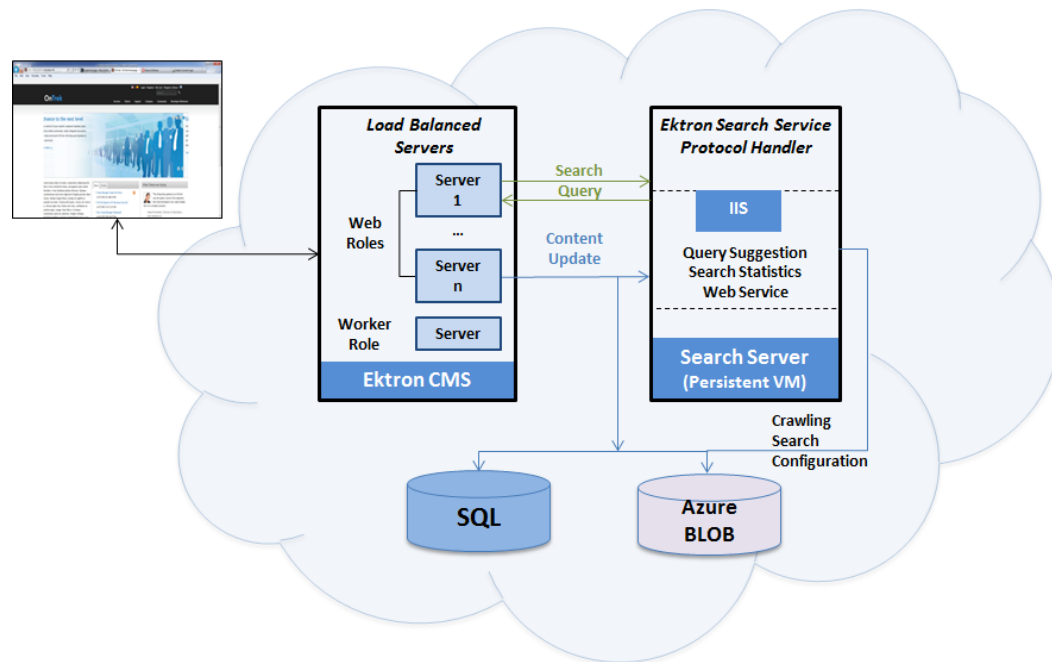 OnTrek
Load Balanced
Servers
Server
1
...
Server
n
Web
Roles
Worker
Role
Server
Ektron CMS
Search
Query
Content
Update
Ektron Search Service
Protocol Handler
IIS
Query Suggestion
Search Statistics
Web Service
Search Server
(Persistent VM)
Crawling
Search
Configuration
SQL
Azure
BLOB